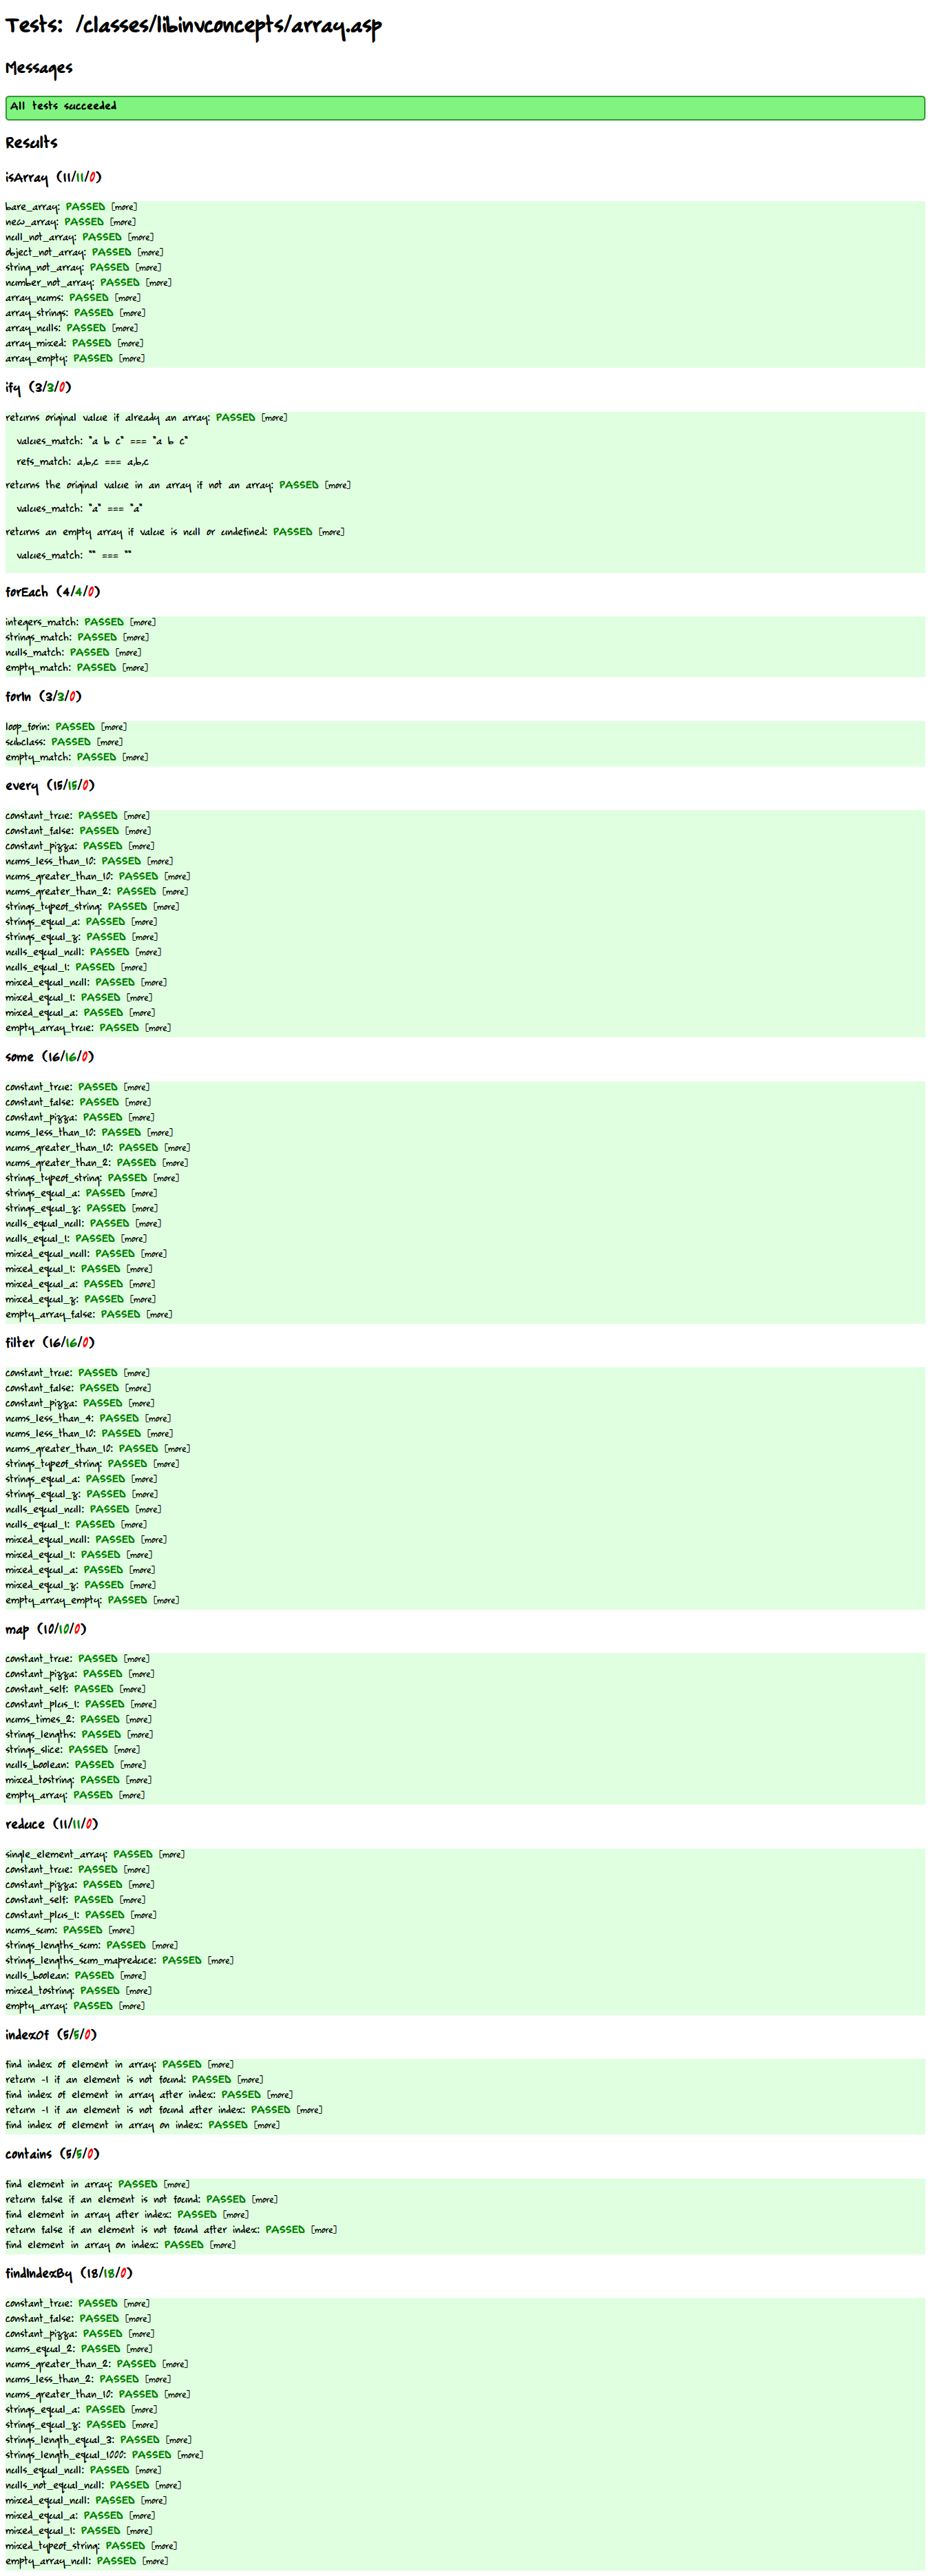 Tests: /classes/libinvconcepts/array.asp
Messages
All tests succeeded
Results
isArray (11/11/0)
bare_array: PASSED [more]
new_array: PASSED [more]
null_not_array: PASSED [more]
object_not_array: PASSED [more]
string_not_array: PASSED [more]
number_not_array: PASSED [more]
array_nums: PASSED [more]
array_strings: PASSED [more]
array_nulls: PASSED [more]
array_mixed: PASSED [more]
array_empty: PASSED [more]
ify (3/3/0)
returns original value if already an array: PASSED [more]
values_match: "a b c" === "a b c"
refs_match: a,b,c === a,b,c
returns the original value in an array if not an array: PASSED [more]
values_match: "a" === "a"
returns an empty array if value is null or undefined: PASSED [more]
values_match: "" === ""
forEach (4/4/0)
integers_match: PASSED [more]
strings_match: PASSED [more]
nulls_match: PASSED [more]
empty_match: PASSED [more]
forIn (3/3/0)
loop_forin: PASSED [more]
subclass: PASSED [more]
empty_match: PASSED [more]
every (15/15/0)
constant_true: PASSED [more]
constant_false: PASSED [more]
constant_pizza: PASSED [more]
nums_less_than_10: PASSED [more]
nums_greater_than_10: PASSED [more]
nums_greater_than_2: PASSED [more]
strings_typeof_string: PASSED [more]
strings_equal_a: PASSED [more]
strings_equal_z: PASSED [more]
nulls_equal_null: PASSED [more]
nulls_equal_1: PASSED [more]
mixed_equal_null: PASSED [more]
mixed_equal_1: PASSED [more]
mixed_equal_a: PASSED [more]
empty_array_true: PASSED [more]
some (16/16/0)
constant_true: PASSED [more]
constant_false: PASSED [more]
constant_pizza: PASSED [more]
nums_less_than_10: PASSED [more]
nums_greater_than_10: PASSED [more]
nums_greater_than_2: PASSED [more]
strings_typeof_string: PASSED [more]
strings_equal_a: PASSED [more]
strings_equal_z: PASSED [more]
nulls_equal_null: PASSED [more]
nulls_equal_1: PASSED [more]
mixed_equal_null: PASSED [more]
mixed_equal_1: PASSED [more]
mixed_equal_a: PASSED [more]
mixed_equal_z: PASSED [more]
empty_array_false: PASSED [more]
filter (16/16/0)
constant_true: PASSED [more]
constant_false: PASSED [more]
constant_pizza: PASSED [more]
nums_less_than_4: PASSED [more]
nums_less_than_10: PASSED [more]
nums_greater_than_10: PASSED [more]
strings_typeof_string: PASSED [more]
strings_equal_a: PASSED [more]
strings_equal_z: PASSED [more]
nulls_equal_null: PASSED [more]
nulls_equal_1: PASSED [more]
mixed_equal_null: PASSED [more]
mixed_equal_1: PASSED [more]
mixed_equal_a: PASSED [more]
mixed_equal_z: PASSED [more]
empty_array_empty: PASSED [more]
map (10/10/0)
constant_true: PASSED [more]
constant_pizza: PASSED [more]
constant_self: PASSED [more]
constant_plus_1: PASSED [more]
nums_times_2: PASSED [more]
strings_lengths: PASSED [more]
strings_slice: PASSED [more]
nulls_boolean: PASSED [more]
mixed_tostring: PASSED [more]
empty_array: PASSED [more]
reduce (11/11/0)
single_element_array: PASSED [more]
constant_true: PASSED [more]
constant_pizza: PASSED [more]
constant_self: PASSED [more]
constant_plus_1: PASSED [more]
nums_sum: PASSED [more]
strings_lengths_sum: PASSED [more]
strings_lengths_sum_mapreduce: PASSED [more]
nulls_boolean: PASSED [more]
mixed_tostring: PASSED [more]
empty_array: PASSED [more]
indexOf (5/5/0)
find index of element in array: PASSED [more]
return -1 if an element is not found: PASSED [more]
find index of element in array after index: PASSED [more]
return -1 if an element is not found after index: PASSED [more]
find index of element in array on index: PASSED [more]
contains (5/5/0)
find element in array: PASSED [more]
return false if an element is not found: PASSED [more]
find element in array after index: PASSED [more]
return false if an element is not found after index: PASSED [more]
find element in array on index: PASSED [more]
findIndexBy (18/18/0)
constant_true: PASSED [more]
constant_false: PASSED [more]
constant_pizza: PASSED [more]
nums_equal_2: PASSED [more]
nums_greater_than_2: PASSED [more]
nums_less_than_2: PASSED [more]
nums_greater_than_10: PASSED [more]
strings_equal_a: PASSED [more]
strings_equal_z: PASSED [more]
strings_length_equal_3: PASSED [more]
strings_length_equal_1000: PASSED [more]
nulls_equal_null: PASSED [more]
nulls_not_equal_null: PASSED [more]
mixed_equal_null: PASSED [more]
mixed_equal_a: PASSED [more]
mixed_equal_1: PASSED [more]
mixed_typeof_string: PASSED [more]
empty_array_null: PASSED [more]